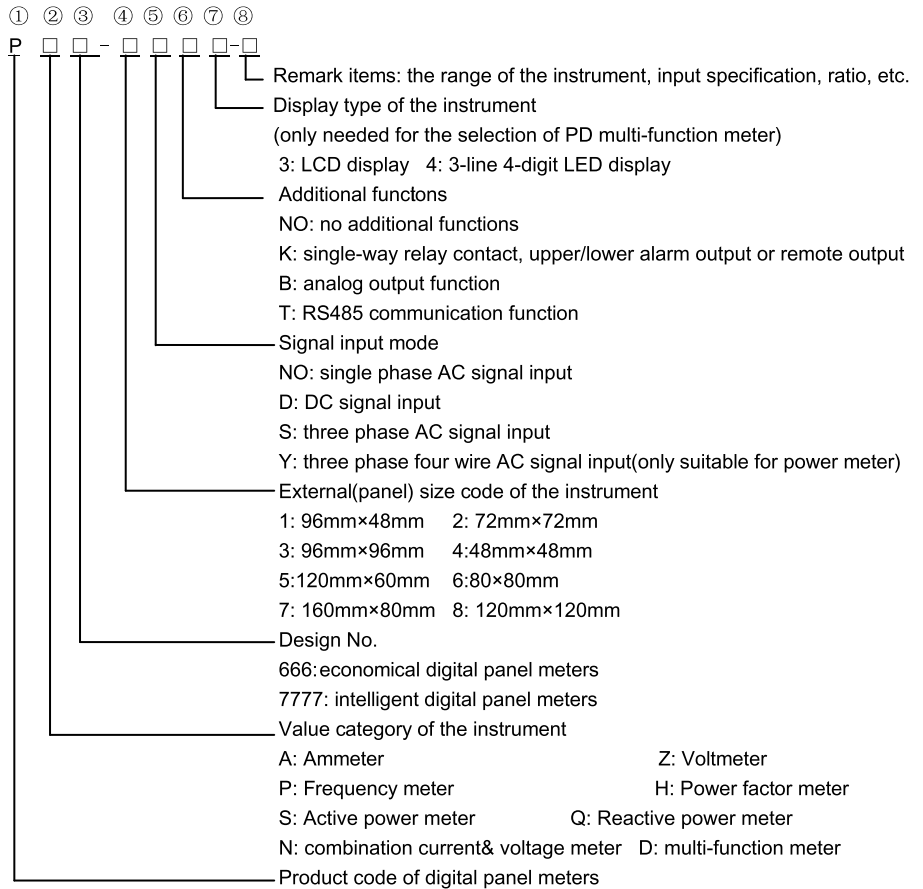 ① ② ③ ④ ⑤ ⑥ ⑦ ⑧
P □ □ - □ □ □ □ - □
Remark items: the range of the instrument, input specification, ratio, etc.
Display type of the instrument
(only needed for the selection of PD multi-function meter)
3: LCD display 4: 3-line 4-digit LED display
Additional functons
NO: no additional functions
K: single-way relay contact, upper/lower alarm output or remote output
B: analog output function
T: RS485 communication function
Signal input mode
NO: single phase AC signal input
D: DC signal input
S: three phase AC signal input
Y: three phase four wire AC signal input(only suitable for power meter)
External(panel) size code of the instrument
1: 96mm×48mm 2: 72mm×72mm
3: 96mm×96mm 4:48mm×48mm
5:120mm×60mm 6:80×80mm
7: 160mm×80mm 8: 120mm×120mm
Design No.
666:economical digital panel meters
7777: intelligent digital panel meters
Value category of the instrument
A: Ammeter Z: Voltmeter
P: Frequency meter H: Power factor meter
S: Active power meter Q: Reactive power meter
N: combination current& voltage meter D: multi-function meter
Product code of digital panel meters